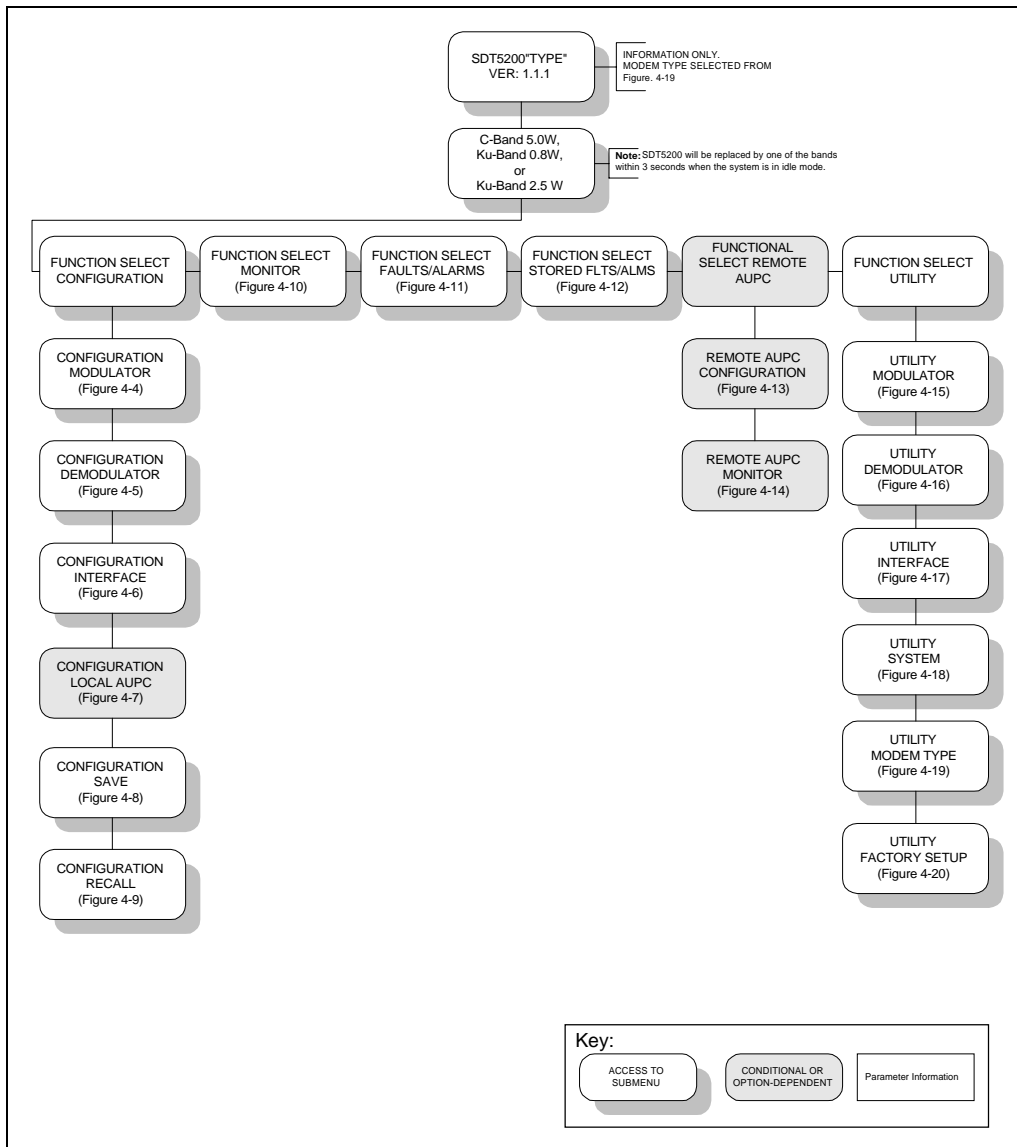 SDT5200"TYPE"
VER: 1.1.1
INFORMATION ONLY.
MODEM TYPE SELECTED FROM
Figure. 4-19
C-Band 5.0W,
Ku-Band 0.8W,
or
Ku-Band 2.5 W
Note: SDT5200 will be replaced by one of the bands
within 3 seconds when the system is in idle mode.
FUNCTION SELECT
CONFIGURATION
FUNCTION SELECT
MONITOR
(Figure 4-10)
FUNCTION SELECT
FAULTS/ALARMS
(Figure 4-11)
FUNCTION SELECT
STORED FLTS/ALMS
(Figure 4-12)
FUNCTIONAL
SELECT REMOTE
AUPC
FUNCTION SELECT
UTILITY
CONFIGURATION
MODULATOR
(Figure 4-4)
CONFIGURATION
DEMODULATOR
(Figure 4-5)
CONFIGURATION
INTERFACE
(Figure 4-6)
CONFIGURATION
LOCAL AUPC
(Figure 4-7)
CONFIGURATION
SAVE
(Figure 4-8)
CONFIGURATION
RECALL
(Figure 4-9)
REMOTE AUPC
CONFIGURATION
(Figure 4-13)
REMOTE AUPC
MONITOR
(Figure 4-14)
UTILITY
MODULATOR
(Figure 4-15)
UTILITY
DEMODULATOR
(Figure 4-16)
UTILITY
INTERFACE
(Figure 4-17)
UTILITY
SYSTEM
(Figure 4-18)
UTILITY
MODEM TYPE
(Figure 4-19)
UTILITY
FACTORY SETUP
(Figure 4-20)
Key:
ACCESS TO
SUBMENU
CONDITIONAL OR
OPTION-DEPENDENT
Parameter Information